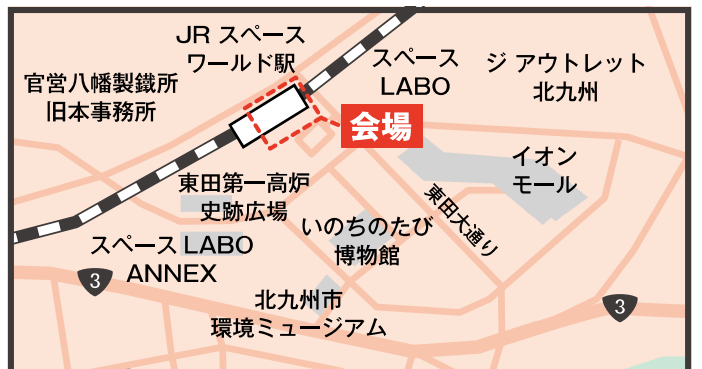 JR スペース
ワールド駅
スペース
LABO
ジ アウトレット
北九州
官営八幡製鐵所
旧本事務所
会場
イオン
モール
東田第一高炉
史跡広場
東田大通り
いのちのたび
博物館
スペース LABO
ANNEX
3
北九州市
環境ミュージアム
3